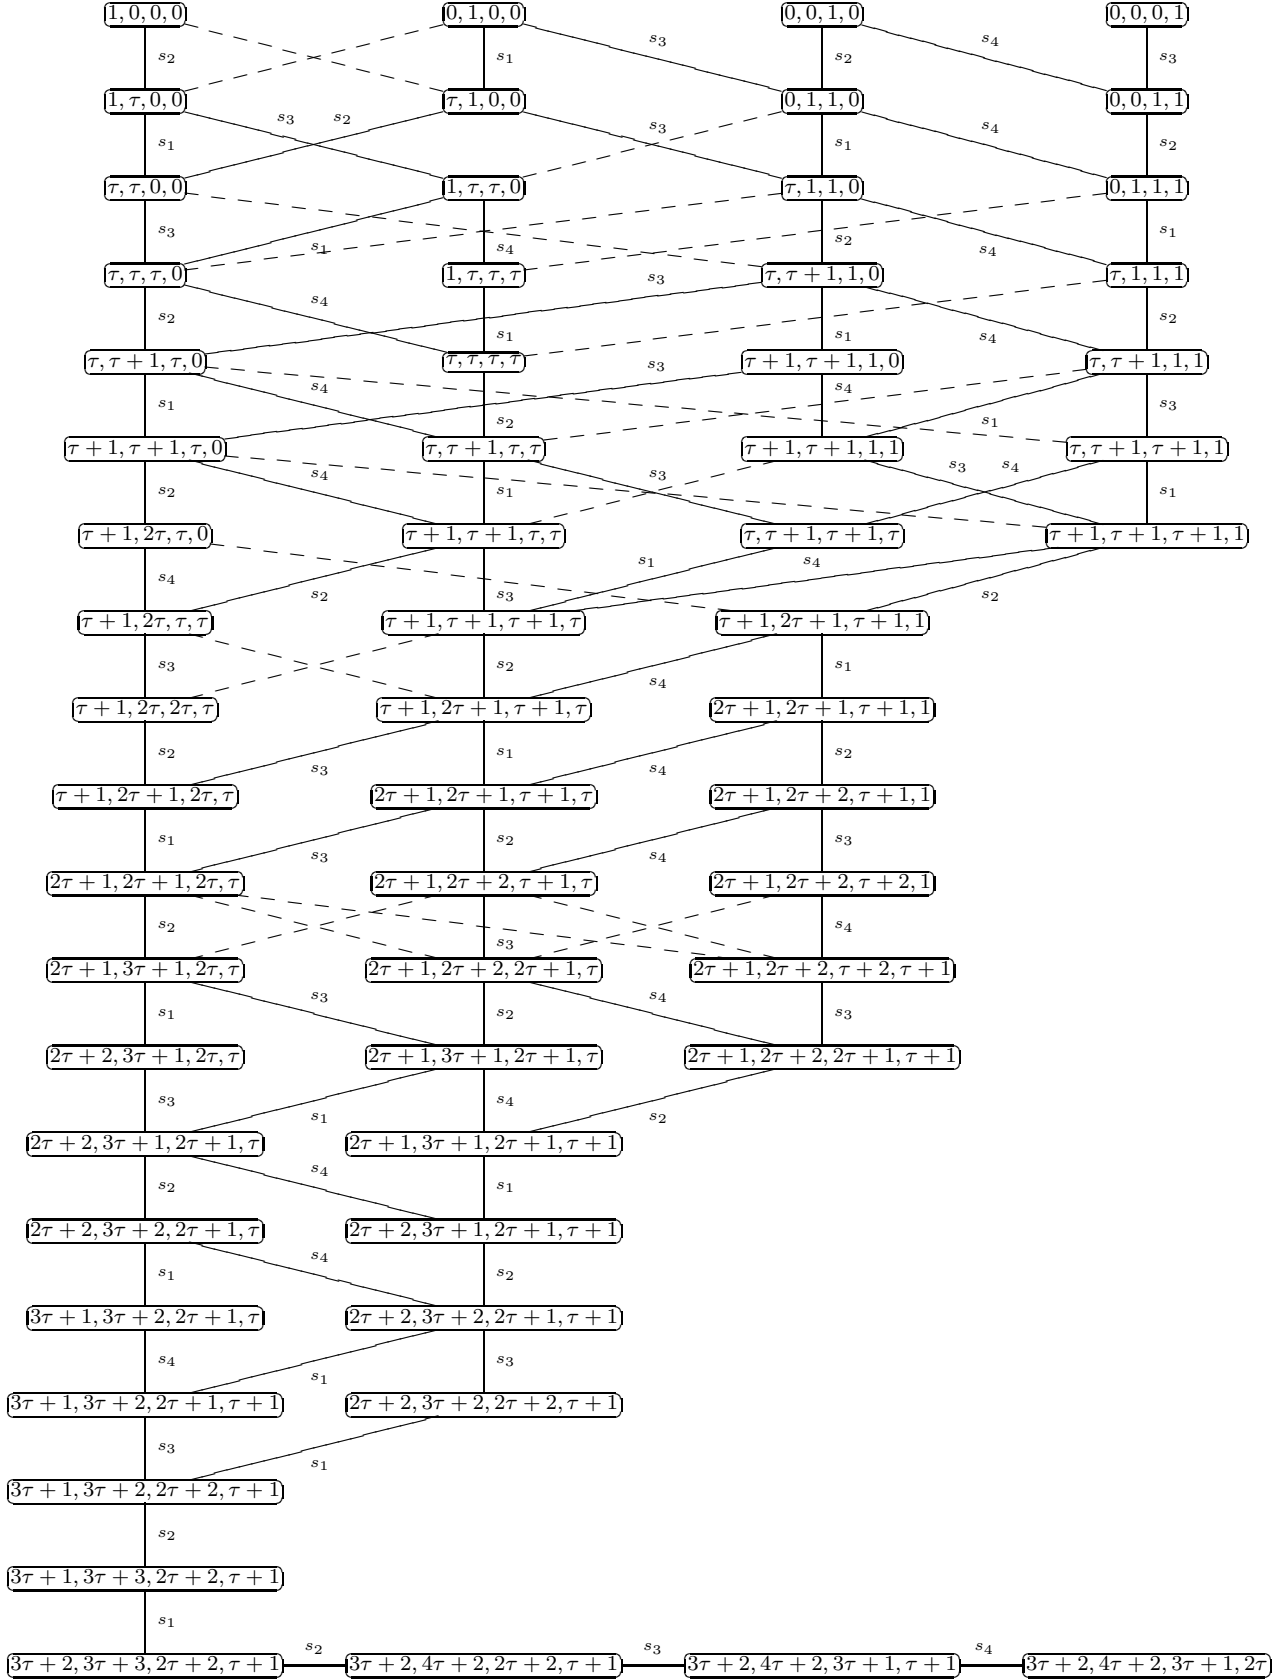 1, 0, 0, 0 0, 1, 0, 0 0, 0, 1, 0 0, 0, 0, 1
s₂ s₁ s₃ s₂ s₄ s₃
1, τ, 0, 0 τ, 1, 0, 0 0, 1, 1, 0 0, 0, 1, 1
s₁ s₃ s₂ s₃ s₁ s₄ s₂
τ, τ, 0, 0 1, τ, τ, 0 τ, 1, 1, 0 0, 1, 1, 1
s₃ s₁ s₄ s₂ s₄ s₁
τ, τ, τ, 0 1, τ, τ, τ τ, τ + 1, 1, 0 τ, 1, 1, 1
s₂ s₄ s₁ s₃ s₁ s₄ s₂
τ, τ + 1, τ, 0 τ, τ, τ, τ τ + 1, τ + 1, 1, 0 τ, τ + 1, 1, 1
s₁ s₄ s₂ s₃ s₄ s₁ s₃
τ + 1, τ + 1, τ, 0 τ, τ + 1, τ, τ τ + 1, τ + 1, 1, 1 τ, τ + 1, τ + 1, 1
s₂ s₄ s₁ s₃ s₃ s₄ s₁
τ + 1, 2τ, τ, 0 τ + 1, τ + 1, τ, τ τ, τ + 1, τ + 1, τ τ + 1, τ + 1, τ + 1, 1
s₄ s₂ s₃ s₁ s₄ s₂
τ + 1, 2τ, τ, τ τ + 1, τ + 1, τ + 1, τ τ + 1, 2τ + 1, τ + 1, 1
s₃ s₂ s₄ s₁
τ + 1, 2τ, 2τ, τ τ + 1, 2τ + 1, τ + 1, τ 2τ + 1, 2τ + 1, τ + 1, 1
s₂ s₃ s₁ s₄ s₂
τ + 1, 2τ + 1, 2τ, τ 2τ + 1, 2τ + 1, τ + 1, τ 2τ + 1, 2τ + 2, τ + 1, 1
s₁ s₃ s₂ s₄ s₃
2τ + 1, 2τ + 1, 2τ, τ 2τ + 1, 2τ + 2, τ + 1, τ 2τ + 1, 2τ + 2, τ + 2, 1
s₂ s₃ s₄
2τ + 1, 3τ + 1, 2τ, τ 2τ + 1, 2τ + 2, 2τ + 1, τ 2τ + 1, 2τ + 2, τ + 2, τ + 1
s₁ s₃ s₂ s₄ s₃
2τ + 2, 3τ + 1, 2τ, τ 2τ + 1, 3τ + 1, 2τ + 1, τ 2τ + 1, 2τ + 2, 2τ + 1, τ + 1
s₃ s₁ s₄ s₂
2τ + 2, 3τ + 1, 2τ + 1, τ 2τ + 1, 3τ + 1, 2τ + 1, τ + 1
s₂ s₄ s₁
2τ + 2, 3τ + 2, 2τ + 1, τ 2τ + 2, 3τ + 1, 2τ + 1, τ + 1
s₁ s₄ s₂
3τ + 1, 3τ + 2, 2τ + 1, τ 2τ + 2, 3τ + 2, 2τ + 1, τ + 1
s₄ s₁ s₃
3τ + 1, 3τ + 2, 2τ + 1, τ + 1 2τ + 2, 3τ + 2, 2τ + 2, τ + 1
s₃ s₁
3τ + 1, 3τ + 2, 2τ + 2, τ + 1
s₂
3τ + 1, 3τ + 3, 2τ + 2, τ + 1
s₁
s₂ s₃ s₄
3τ + 2, 3τ + 3, 2τ + 2, τ + 1 3τ + 2, 4τ + 2, 2τ + 2, τ + 1 3τ + 2, 4τ + 2, 3τ + 1, τ + 1 3τ + 2, 4τ + 2, 3τ + 1, 2τ